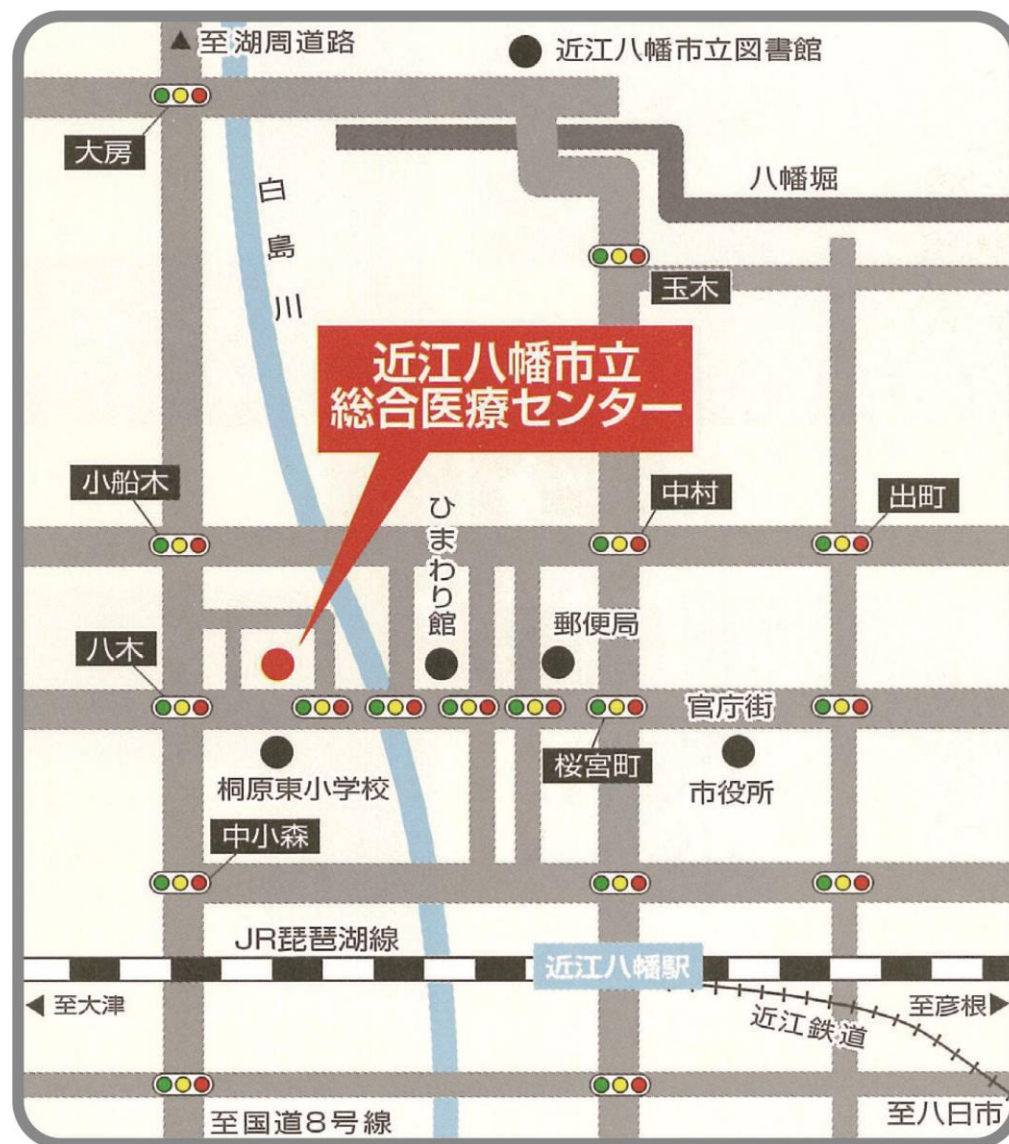 ▲至湖周道路
近江八幡市立図書館
大房
八幡堀
白島川
玉木
近江八幡市立
総合医療センター
小船木
中村
出町
ひまわり館
郵便局
八木
官庁街
桜宮町
桐原東小学校
市役所
中小森
JR琵琶湖線
近江八幡駅
◀至大津
至彦根▶
近江鉄道
至国道8号線
至八日市